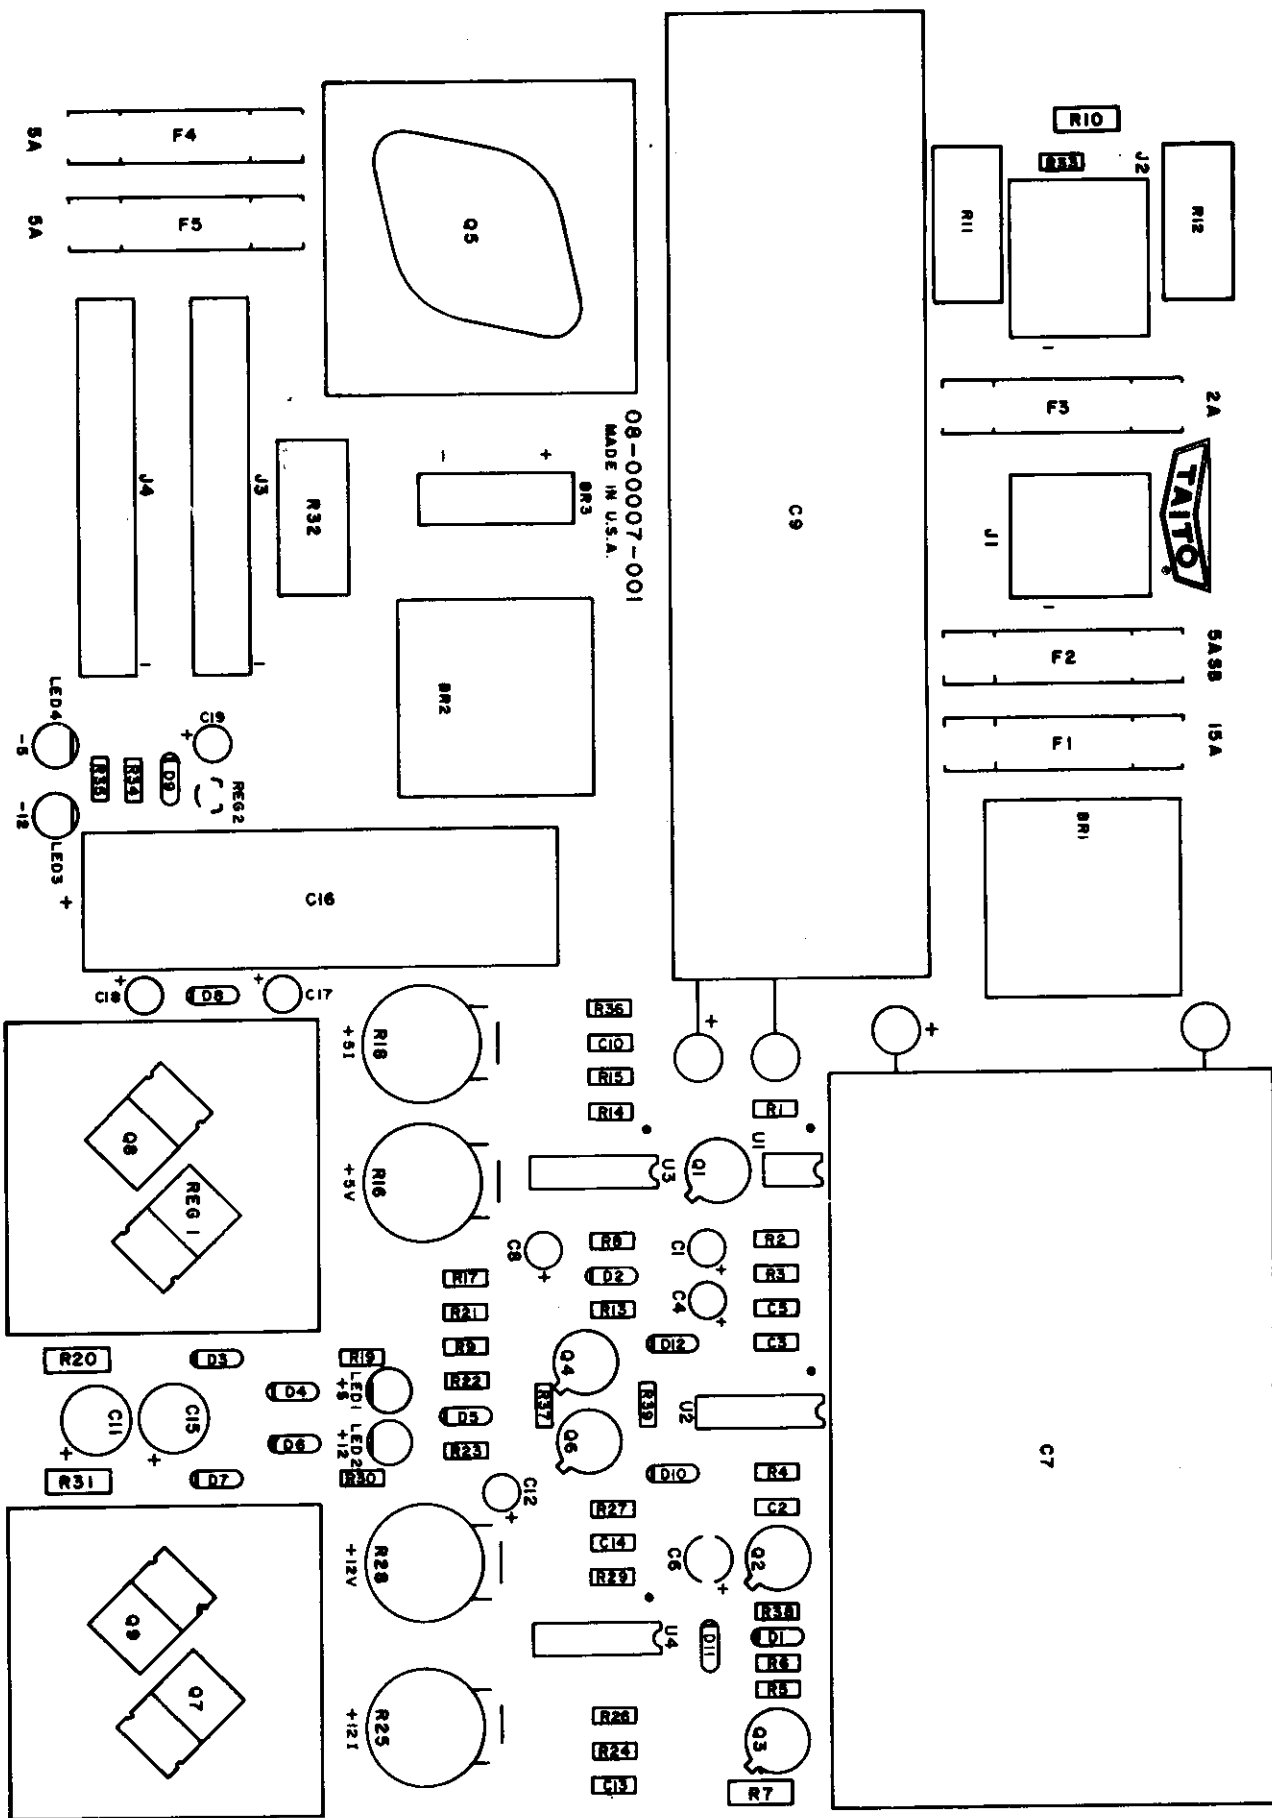 R10
R33
J2
R11
R12
5A
F4
5A
F5
Q5
F3
2A
TAITO
®
08-00007-001
MADE IN U.S.A.
- +
BR3
R32
J3
J4
C9
J1
F2
5ASB
F1
15A
BR2
BR1
LED4
-5
C19
+
R35
R34
D9
REG2
-12
LED3
+
C16
C18
+
D8
+
C17
R18
+5I
R36
C10
R15
R14
+
+
R1
U1
Q8
REG 1
R16
+5V
U3
Q1
C8
+
R8
D2
R13
C1
+
C4
+
R2
R3
C5
C3
R17
R21
R9
R22
D5
R23
D12
Q4
R37
R39
Q6
D10
U2
C7
R20
D3
R19
D4
LED1
+5
C11
+
C15
+
D6
LED2
+12
R31
D7
R30
C12
+
R4
C2
R27
C14
R29
C6
+
Q2
R28
+12V
R38
D1
R6
R5
U4
D11
Q9
Q7
R25
+12I
R26
R24
C13
Q3
R7